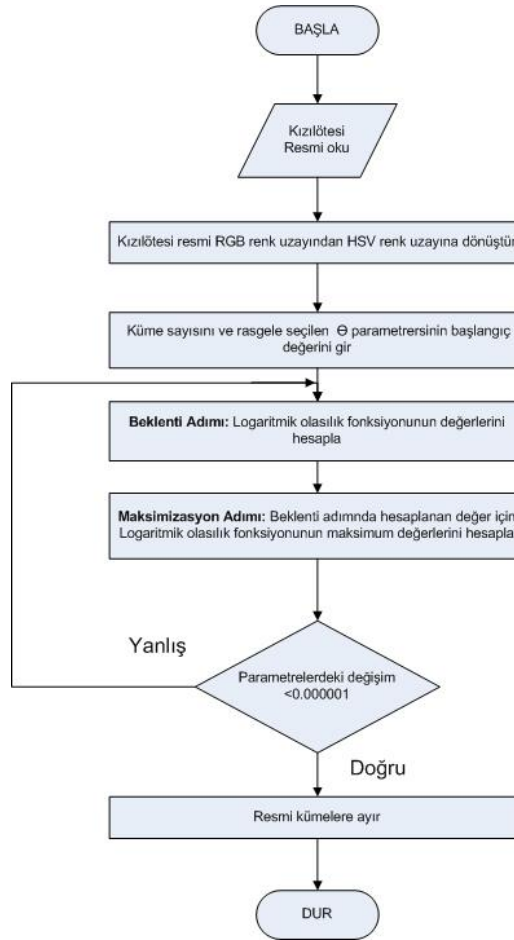 BAŞLA
Kızılötesi
Resmi oku
Kızılötesi resmi RGB renk uzayından HSV renk uzayına dönüştür
Küme sayısını ve rasgele seçilen Ɵ parametrersinin başlangıç
değerini gir
Beklenti Adımı: Logaritmik olasılık fonksiyonunun değerlerini
hesapla
Maksimizasyon Adımı: Beklenti adımnda hesaplanan değer için
Logaritmik olasılık fonksiyonunun maksimum değerlerini hesapla
Yanlış
Parametrelerdeki değişim
<0.000001
Doğru
Resmi kümelere ayır
DUR